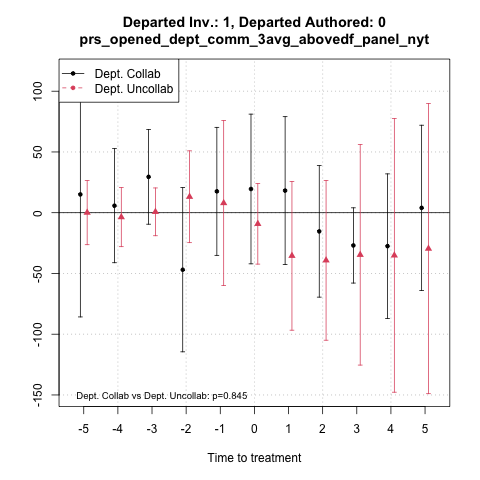 Departed Inv.: 1, Departed Authored: 0
prs_opened_dept_comm_3avg_abovedf_panel_nyt
Dept. Collab
Dept. Uncollab
100
50
0
-50
-100
-150
Dept. Collab vs Dept. Uncollab: p=0.845
-5 -4 -3 -2 -1 0 1 2 3 4 5
Time to treatment